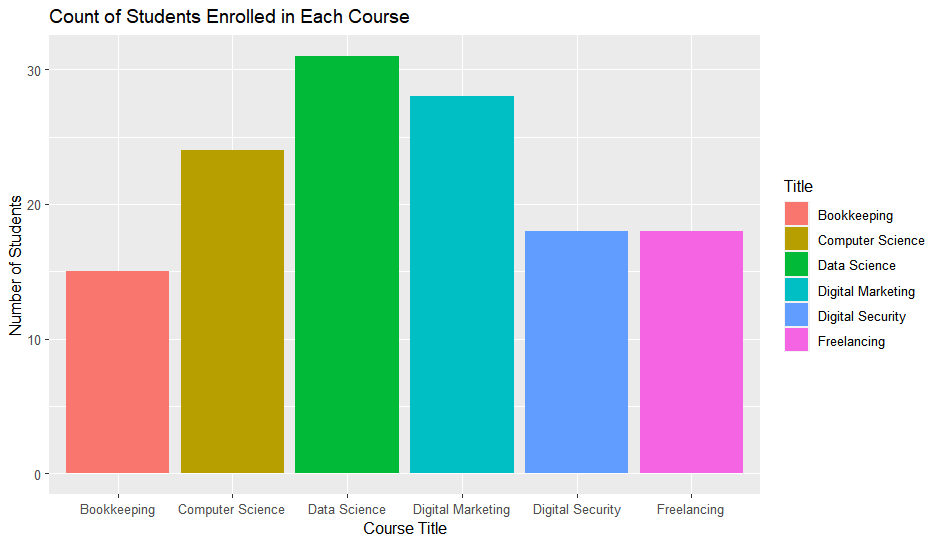 Count of Students Enrolled in Each Course
30
20
10
0
Number of Students
Bookkeeping Computer Science Data Science Digital Marketing Digital Security Freelancing
Course Title
Title
Bookkeeping
Computer Science
Data Science
Digital Marketing
Digital Security
Freelancing